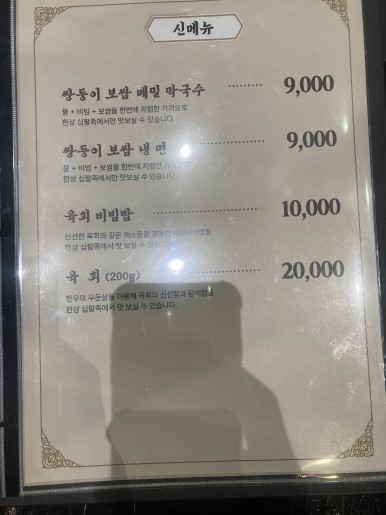 신메뉴
쌍둥이 보쌈 메밀 막국수 ·········· 9,000
물 + 비빔 + 보쌈을 한번에 저렴한 가격으로
한상 십팔족에서만 맛보실 수 있습니다.
쌍둥이 보쌈 냉 면 ·········· 9,000
물 + 비빔 + 보쌈을 한번에 저렴한 가격으로
한상 십팔족에서만 맛보실 수 있습니다.
육회 비빔밥 ·········· 10,000
신선한 육회와 갖은 채소들을
한상 십팔족에서 맛 보실 수 있습니다.
육 회 (200g) ·········· 20,000
한우의 우둔살을 이용해 육회의 신선함과 담백함을
한상 십팔족에서 맛 보실 수 있습니다.